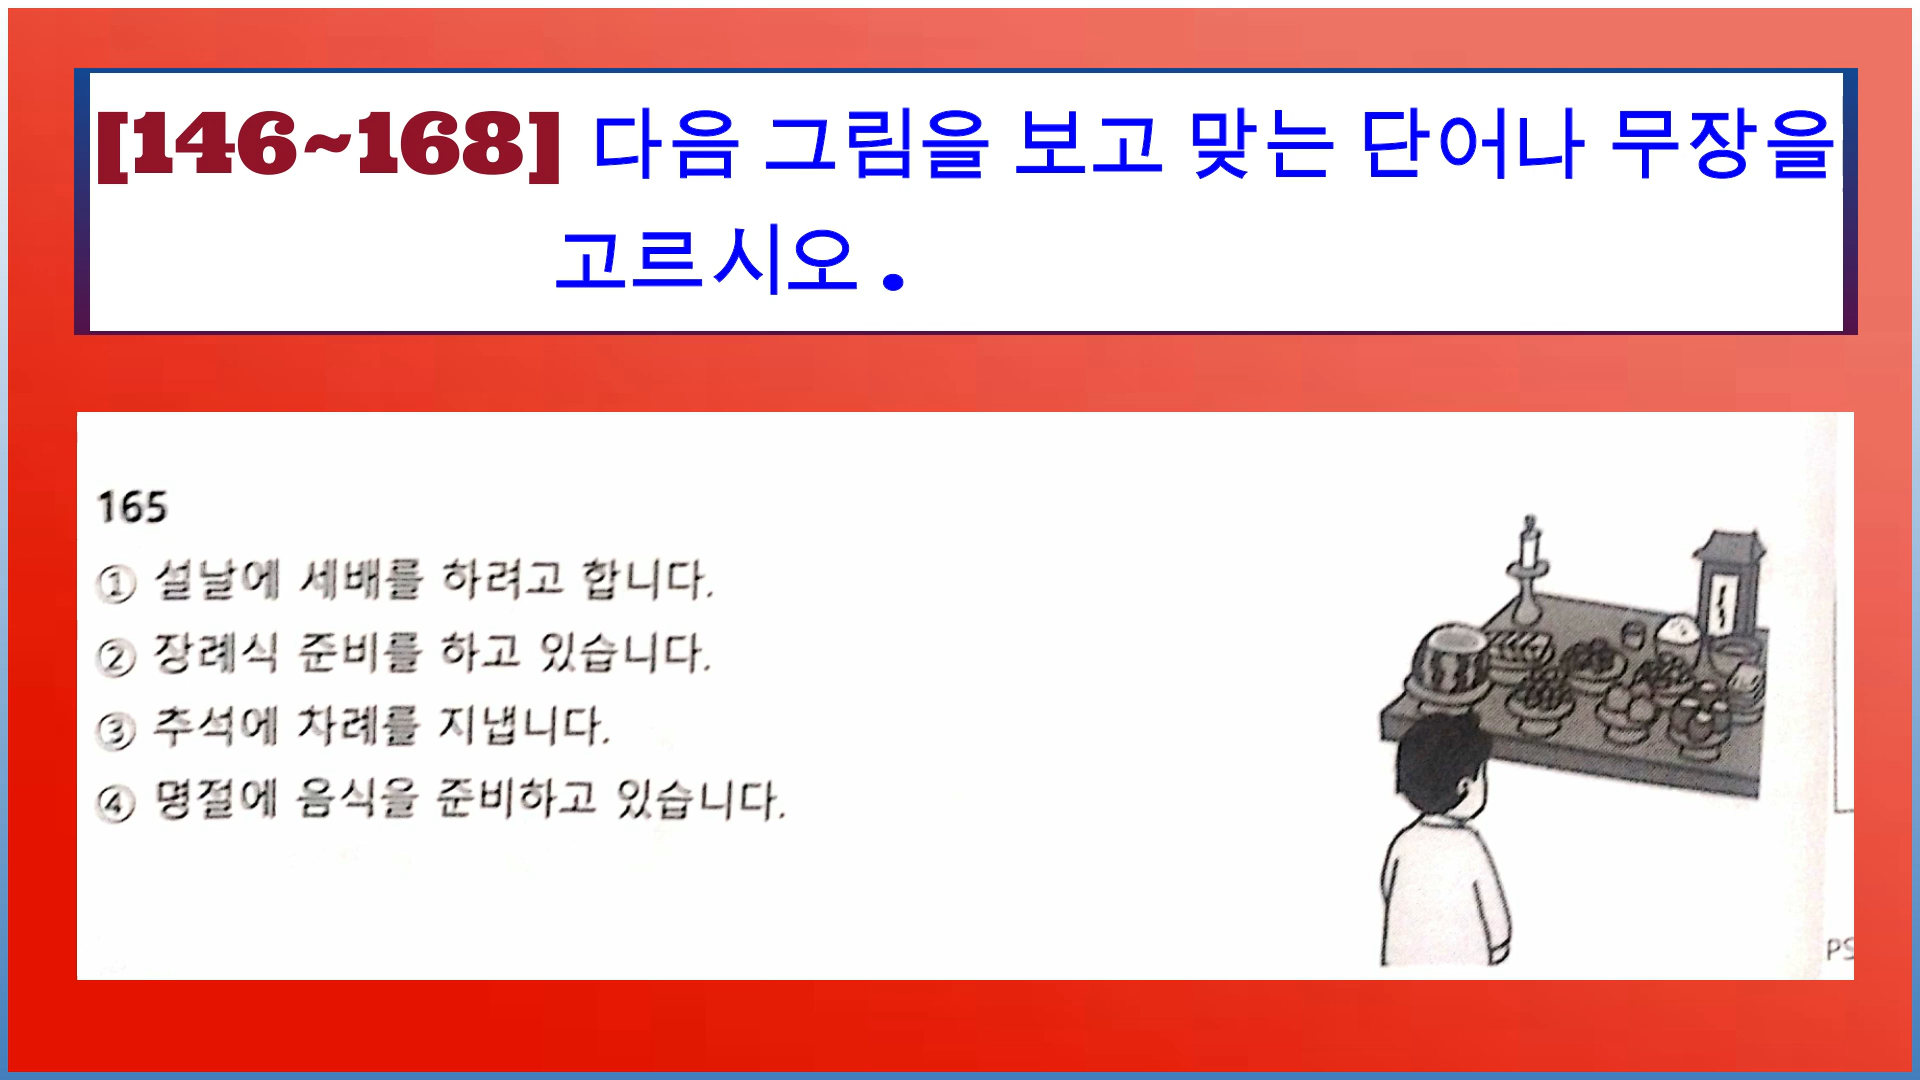 [146~168] 다음 그림을 보고 맞는 단어나 무장을
고르시오.
165
① 설날에 세배를 하려고 합니다.
② 장례식 준비를 하고 있습니다.
③ 추석에 차례를 지냅니다.
④ 명절에 음식을 준비하고 있습니다.
PS